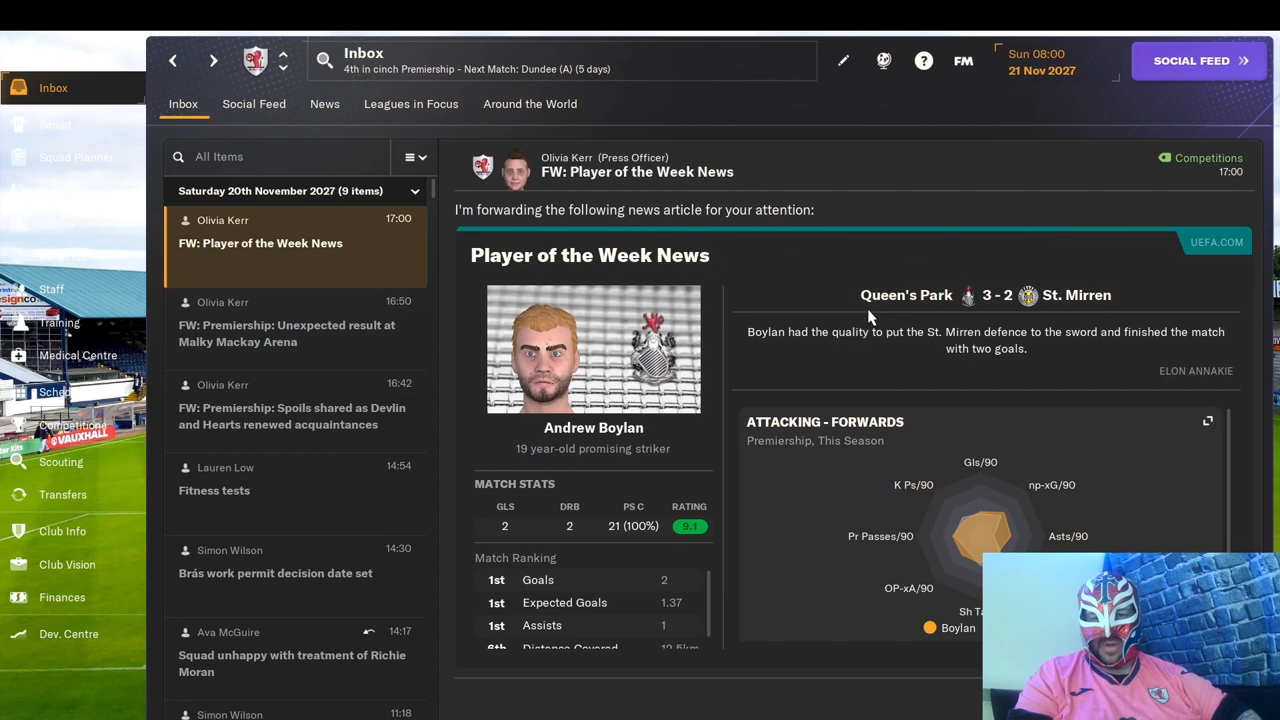 Inbox
4th in cinch Premiership - Next Match: Dundee (A) (5 days)
FM
Sun 08:00
21 Nov 2027
SOCIAL FEED
Inbox
Social Feed
News
Leagues in Focus
Around the World
Inbox
Squad
Squad Planner
Staff
Training
Medical Centre
Sched
Competitions
Scouting
Transfers
Club Info
Club Vision
Finances
Dev. Centre
VAUXHALL
All Items
Saturday 20th November 2027 (9 items)
Olivia Kerr 17:00
FW: Player of the Week News
Olivia Kerr 16:50
FW: Premiership: Unexpected result at
Malky Mackay Arena
Olivia Kerr 16:42
FW: Premiership: Spoils shared as Devlin
and Hearts renewed acquaintances
Lauren Low 14:54
Fitness tests
Simon Wilson 14:30
Brás work permit decision date set
Ava McGuire 14:17
Squad unhappy with treatment of Richie
Moran
Simon Wilson 11:18
Olivia Kerr (Press Officer)
FW: Player of the Week News
Competitions
17:00
I'm forwarding the following news article for your attention:
UEFA.COM
Player of the Week News
Andrew Boylan
19 year-old promising striker
MATCH STATS
GLS DRB PS C RATING
2 2 21 (100%) 9.1
Match Ranking
1st Goals 2
1st Expected Goals 1.37
1st Assists 1
6th Distance Covered 12.5km
Queen's Park 3 - 2 St. Mirren
Boylan had the quality to put the St. Mirren defence to the sword and finished the match
with two goals.
ELON ANNAKIE
ATTACKING - FORWARDS
Premiership, This Season
Gls/90
K Ps/90
np-xG/90
Pr Passes/90
Asts/90
OP-xA/90
Sh Ta
Boylan